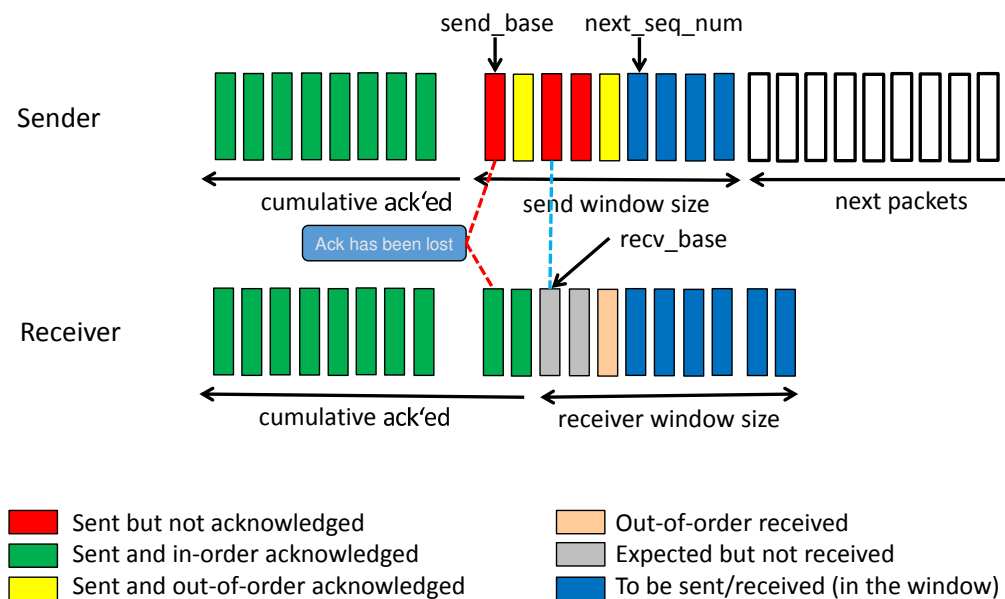 send_base
next_seq_num
Sender
cumulative ack‘ed
send window size
next packets
Ack has been lost
recv_base
Receiver
cumulative ack‘ed
receiver window size
Sent but not acknowledged
Sent and in-order acknowledged
Sent and out-of-order acknowledged
Out-of-order received
Expected but not received
To be sent/received (in the window)